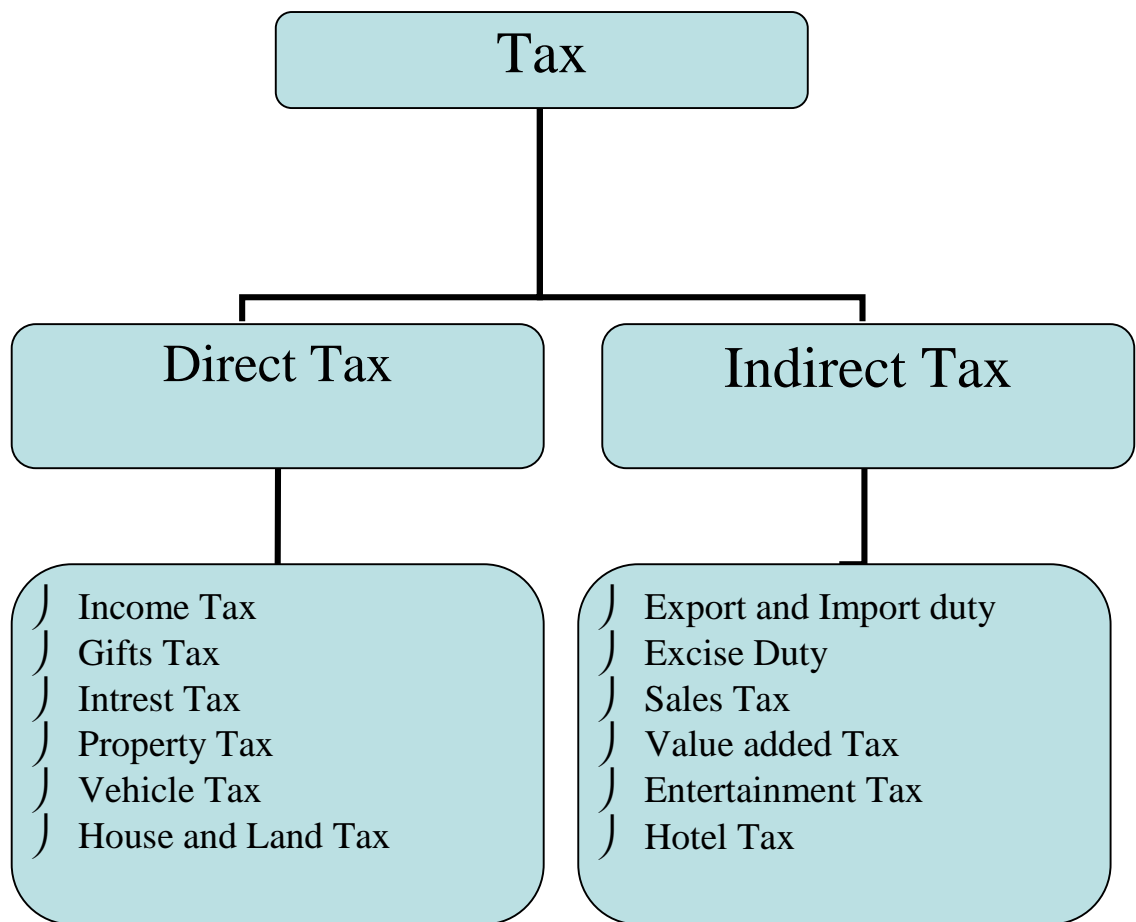 Tax
Direct Tax
Indirect Tax
Income Tax
Gifts Tax
Intrest Tax
Property Tax
Vehicle Tax
House and Land Tax
Export and Import duty
Excise Duty
Sales Tax
Value added Tax
Entertainment Tax
Hotel Tax